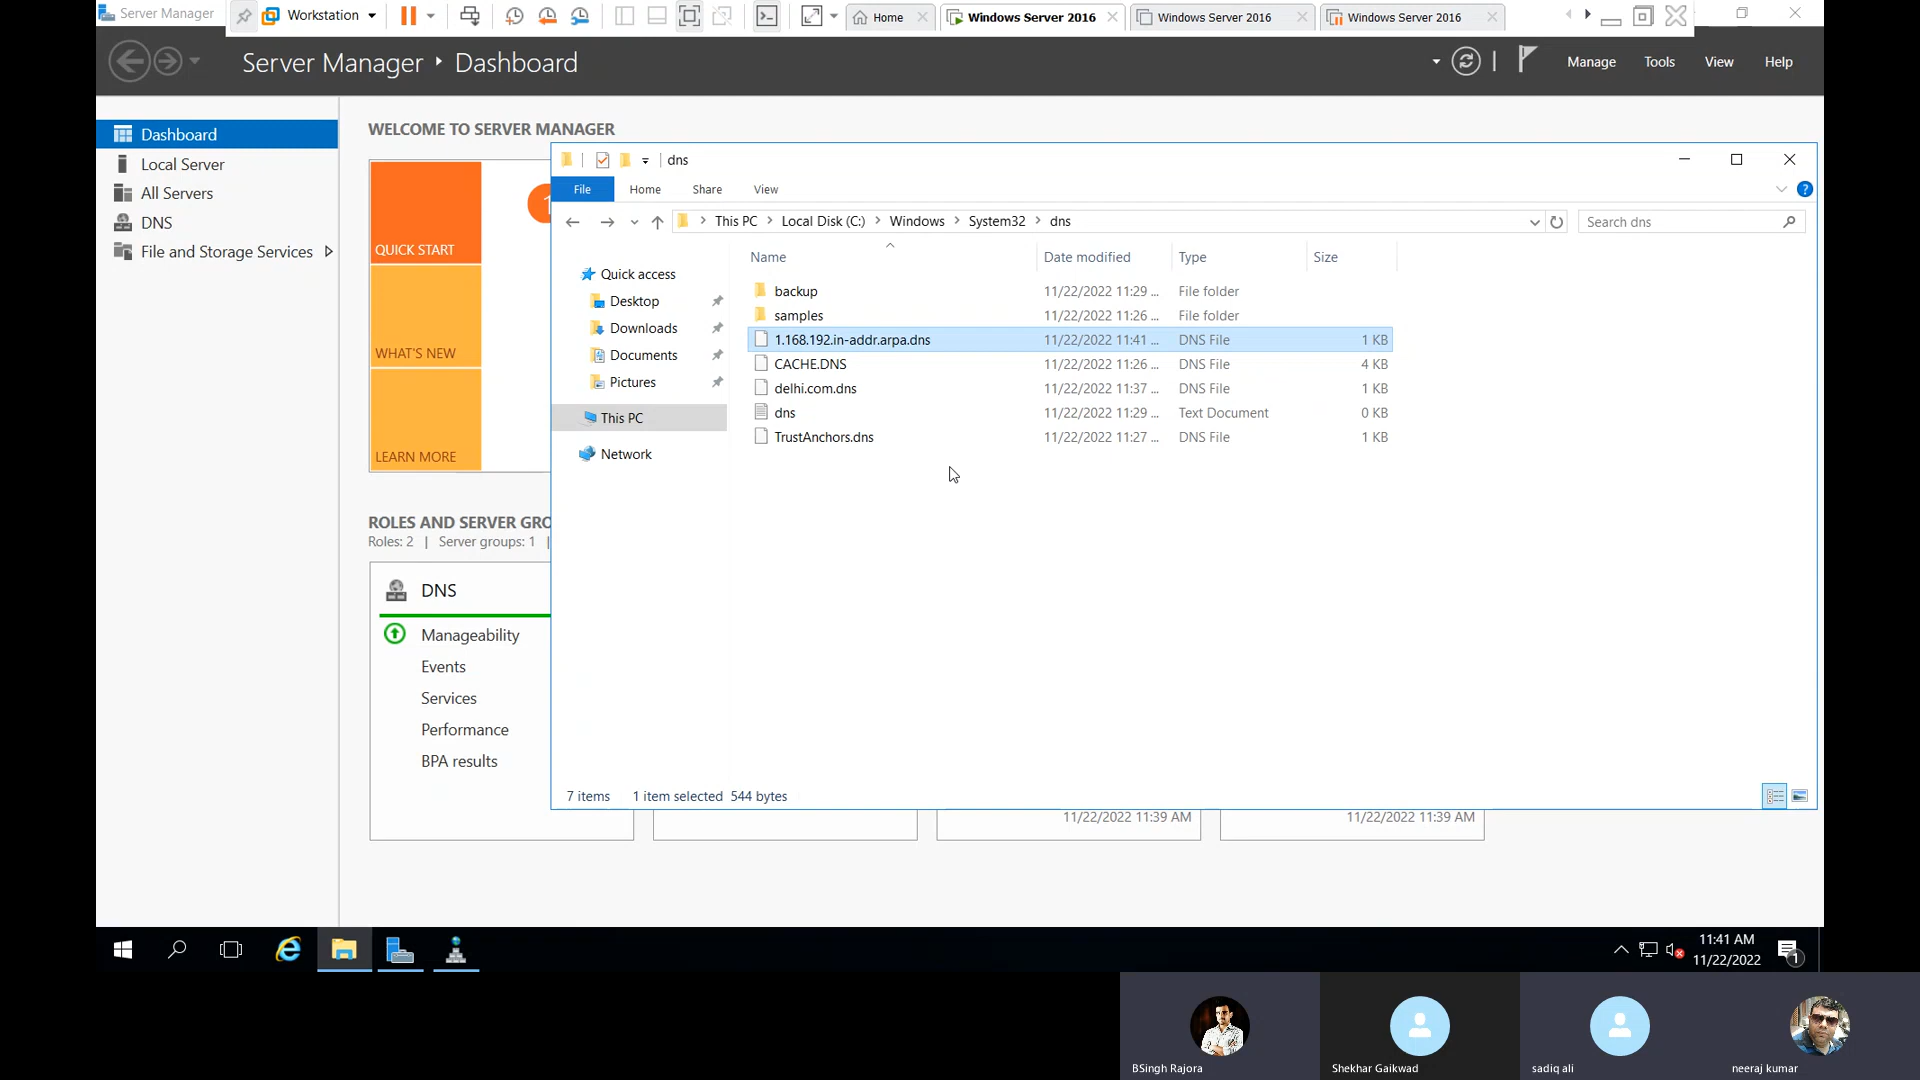 Server Manager
Workstation
Home
Windows Server 2016
Windows Server 2016
Windows Server 2016
Server Manager Dashboard
Manage
Tools
View
Help
Dashboard
Local Server
All Servers
DNS
File and Storage Services
WELCOME TO SERVER MANAGER
QUICK START
WHAT'S NEW
LEARN MORE
ROLES AND SERVER GRO
Roles: 2 | Server groups: 1 |
DNS
Manageability
Events
Services
Performance
BPA results
dns
File
Home
Share
View
This PC
Local Disk (C:)
Windows
System32
dns
Search dns
Quick access
Desktop
Downloads
Documents
Pictures
This PC
Network
Name Date modified Type Size
backup 11/22/2022 11:29 ... File folder
samples 11/22/2022 11:26 ... File folder
1.168.192.in-addr.arpa.dns 11/22/2022 11:41 ... DNS File 1 KB
CACHE.DNS 11/22/2022 11:26 ... DNS File 4 KB
delhi.com.dns 11/22/2022 11:37 ... DNS File 1 KB
dns 11/22/2022 11:29 ... Text Document 0 KB
TrustAnchors.dns 11/22/2022 11:27 ... DNS File 1 KB
7 items 1 item selected 544 bytes
11/22/2022 11:39 AM
11/22/2022 11:39 AM
11:41 AM
11/22/2022
1
BSingh Rajora
Shekhar Gaikwad
sadiq ali
neeraj kumar